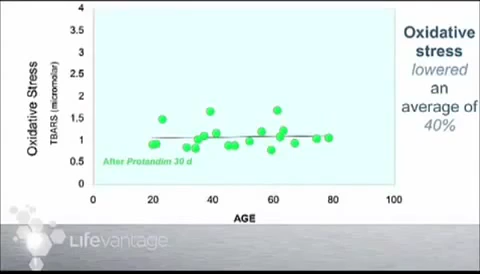 4
3.5
3
2.5
2
1.5
1
0.5
0
Oxidative Stress
TBARS (micromolar)
After Protandim 30 d
0 20 40 60 80 100
AGE
Oxidative
stress
lowered
an
average of
40%
Lifevantage